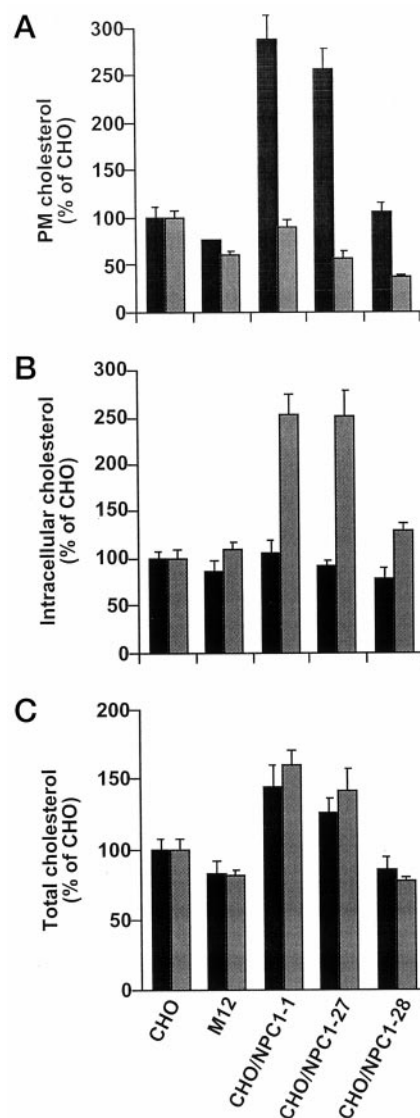 A
PM cholesterol
(% of CHO)
300
250
200
150
100
50
0
B
Intracellular cholesterol
(% of CHO)
300
250
200
150
100
50
0
C
Total cholesterol
(% of CHO)
200
150
100
50
0
CHO
M12
CHO/NPC1-1
CHO/NPC1-27
CHO/NPC1-28